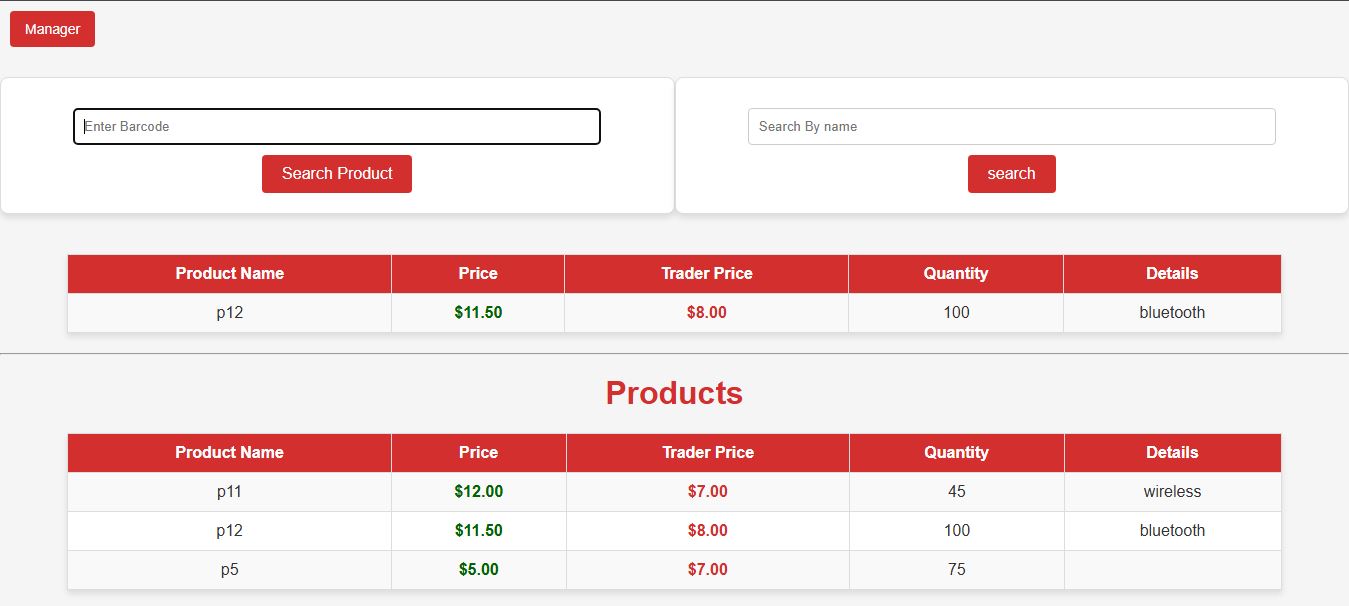 Manager
Enter Barcode
Search By name
Search Product
search
Product Name Price Trader Price Quantity Details
p12 $11.50 $8.00 100 bluetooth
Products
Product Name Price Trader Price Quantity Details
p11 $12.00 $7.00 45 wireless
p12 $11.50 $8.00 100 bluetooth
p5 $5.00 $7.00 75